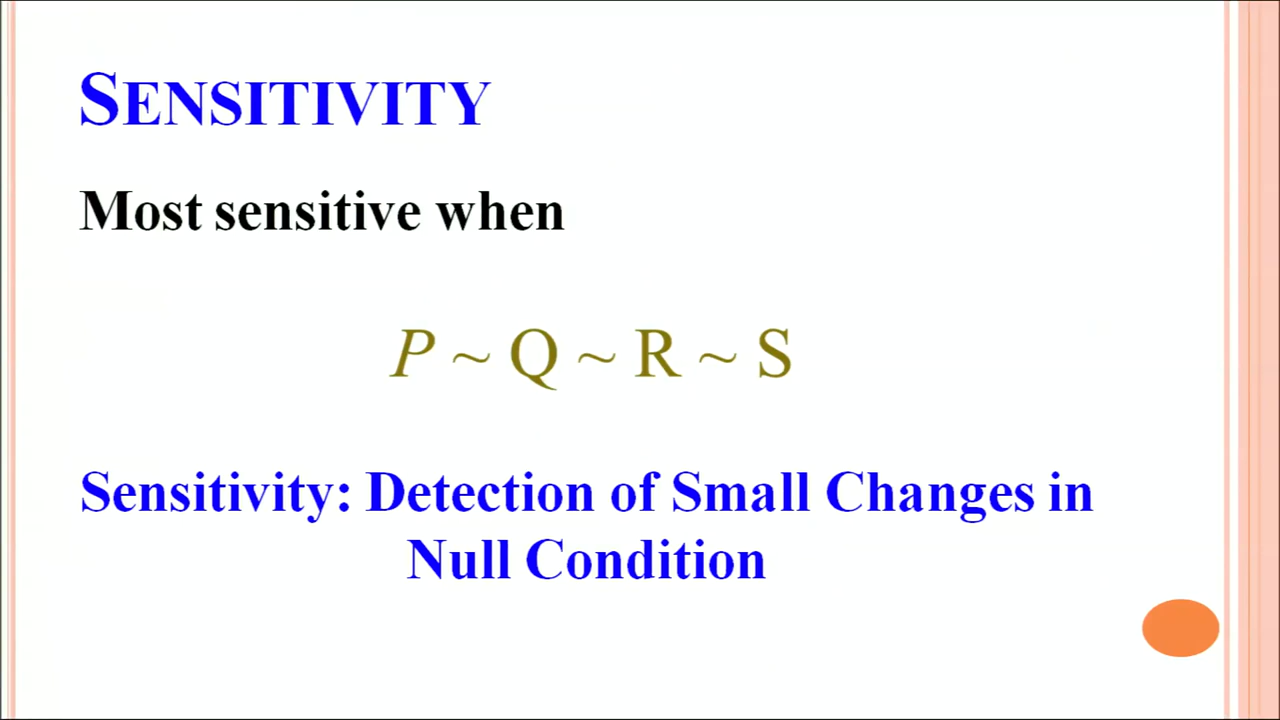 SENSITIVITY
Most sensitive when
P ~ Q ~ R ~ S
Sensitivity: Detection of Small Changes in
Null Condition